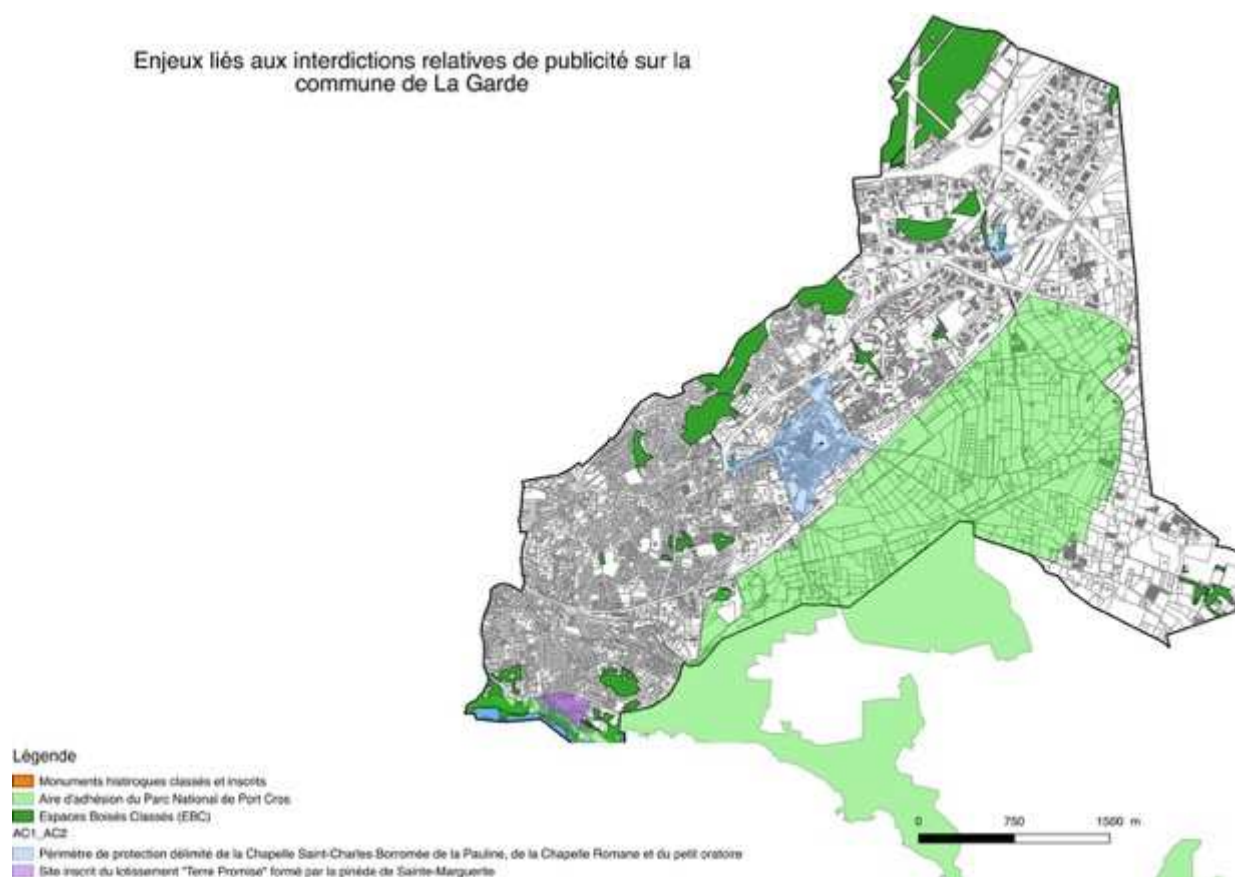 Enjeux liés aux interdictions relatives de publicité sur la
commune de La Garde
Légende
Monuments histiroques classés et inscrits
Aire d'adhésion du Parc National de Port Cros
Espaces Boisés Classés (EBC)
AC1_AC2
Périmètre de protection délimité de la Chapelle Saint-Charles-Borromée de la Pauline, de la Chapelle Romane et du petit oratoire
Site inscrit du lotissement "Terre Promise" formé par la pinède de Sainte-Marguerite
0 750 1500 m